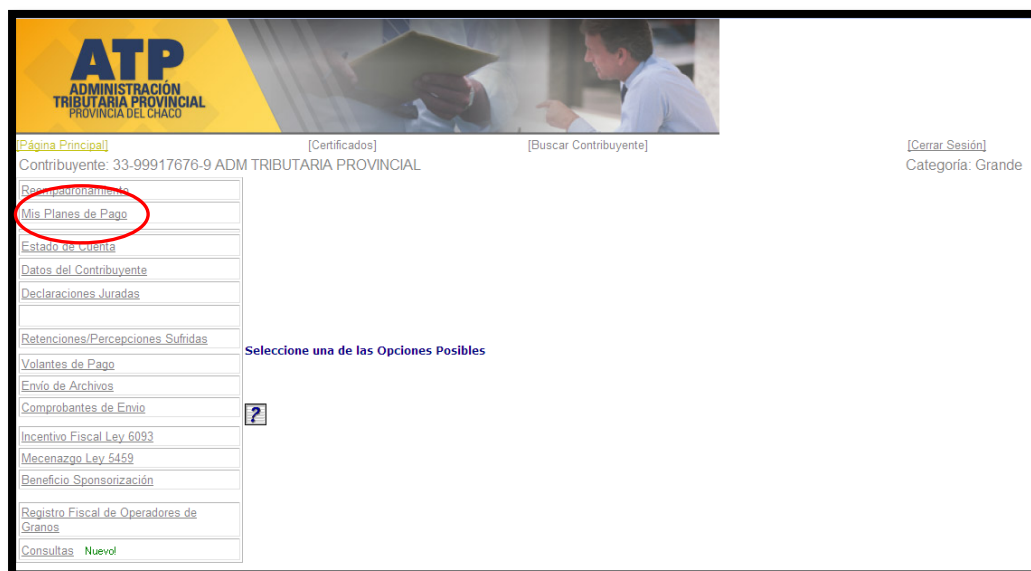 ATP
ADMINISTRACIÓN
TRIBUTARIA PROVINCIAL
PROVINCIA DEL CHACO
[Página Principal] [Certificados] [Buscar Contribuyente] [Cerrar Sesión]
Contribuyente: 33-99917676-9 ADM TRIBUTARIA PROVINCIAL Categoría: Grande
Reempadronamiento
Mis Planes de Pago
Estado de Cuenta
Datos del Contribuyente
Declaraciones Juradas
Retenciones/Percepciones Sufridas
Seleccione una de las Opciones Posibles
Volantes de Pago
Envío de Archivos
Comprobantes de Envio
?
Incentivo Fiscal Ley 6093
Mecenazgo Ley 5459
Beneficio Sponsorización
Registro Fiscal de Operadores de
Granos
Consultas Nuevo!